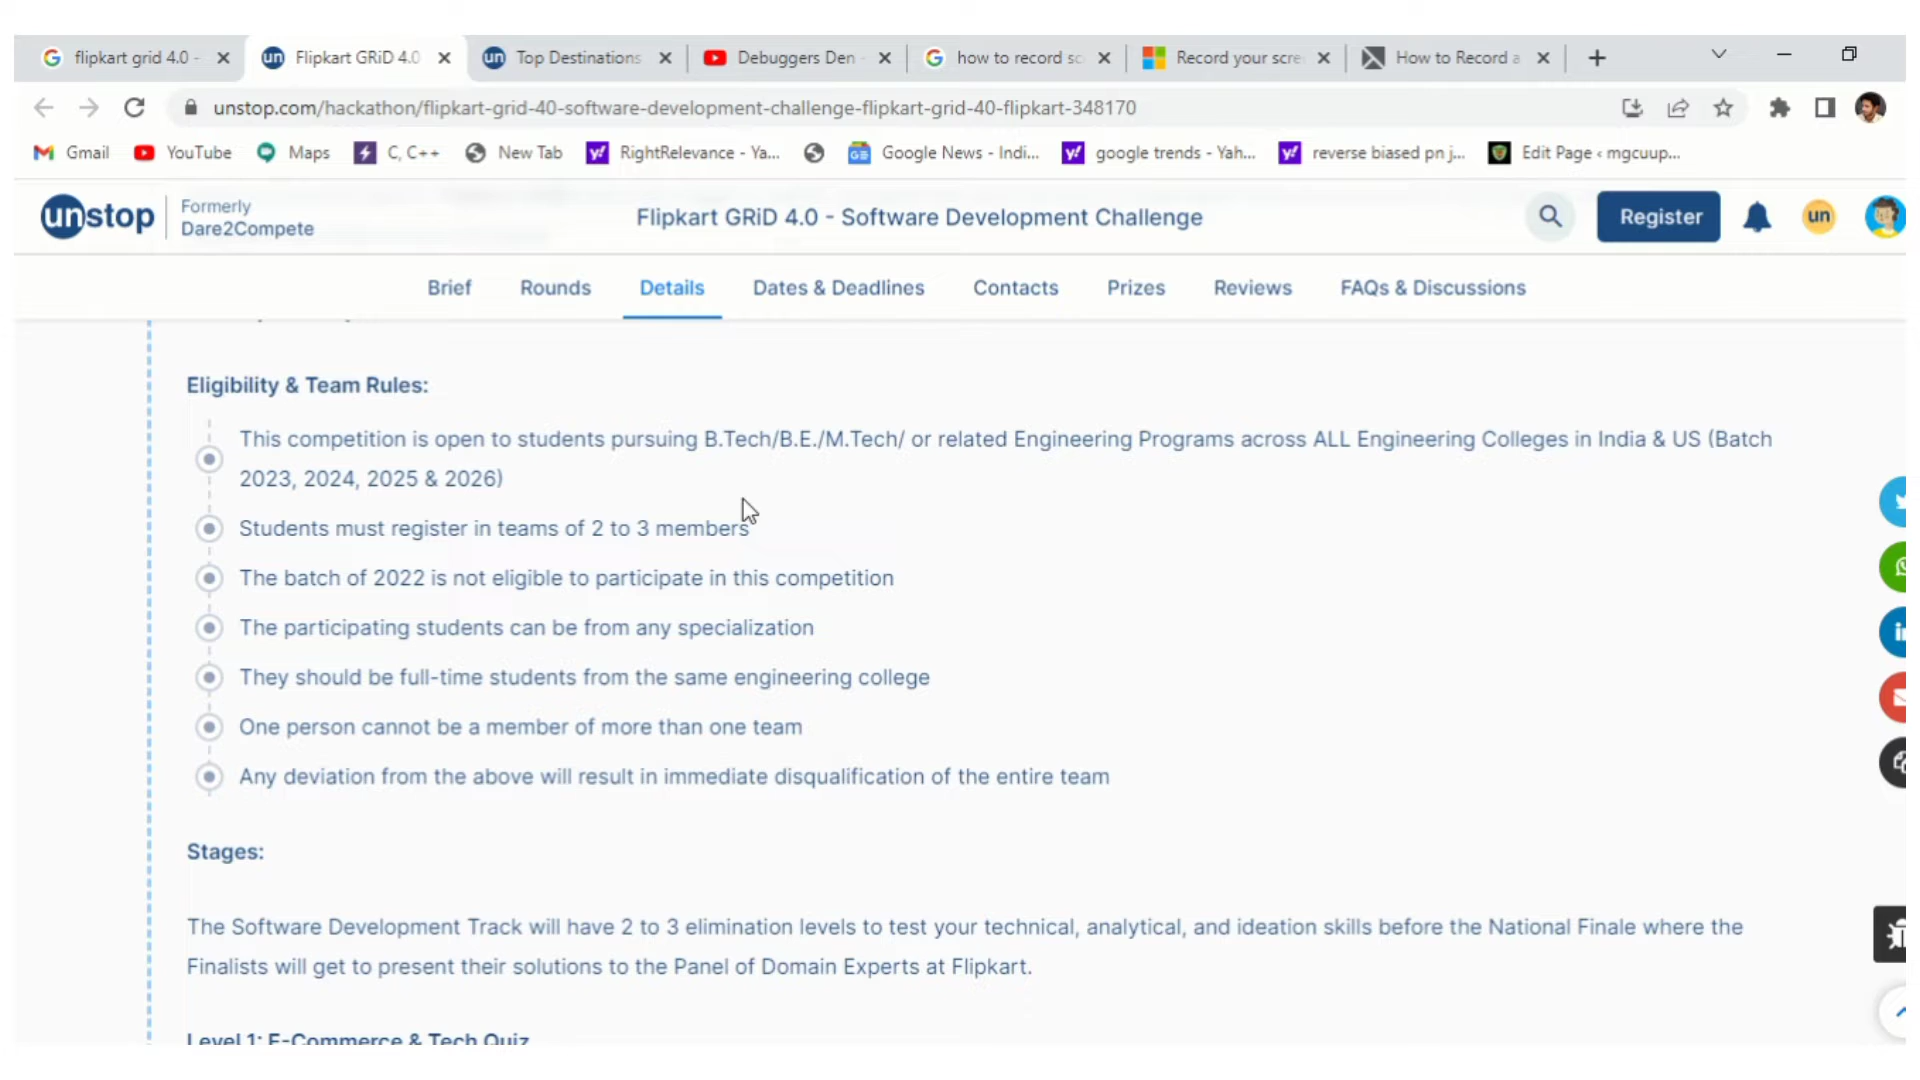 flipkart grid 4.0 -
Flipkart GRiD 4.0
Top Destinations
Debuggers Den -
how to record sc
Record your scre
How to Record a
unstop.com/hackathon/flipkart-grid-40-software-development-challenge-flipkart-grid-40-flipkart-348170
Gmail YouTube Maps C, C++ New Tab RightRelevance - Ya... Google News - Indi... google trends - Yah... reverse biased pn j... Edit Page ‹ mgcuup...
unstop
Formerly
Dare2Compete
Flipkart GRiD 4.0 - Software Development Challenge
Register
un
Brief Rounds Details Dates & Deadlines Contacts Prizes Reviews FAQs & Discussions
Eligibility & Team Rules:
This competition is open to students pursuing B.Tech/B.E./M.Tech/ or related Engineering Programs across ALL Engineering Colleges in India & US (Batch
2023, 2024, 2025 & 2026)
Students must register in teams of 2 to 3 members
The batch of 2022 is not eligible to participate in this competition
The participating students can be from any specialization
They should be full-time students from the same engineering college
One person cannot be a member of more than one team
Any deviation from the above will result in immediate disqualification of the entire team
Stages:
The Software Development Track will have 2 to 3 elimination levels to test your technical, analytical, and ideation skills before the National Finale where the
Finalists will get to present their solutions to the Panel of Domain Experts at Flipkart.
Level 1: E-Commerce & Tech Quiz